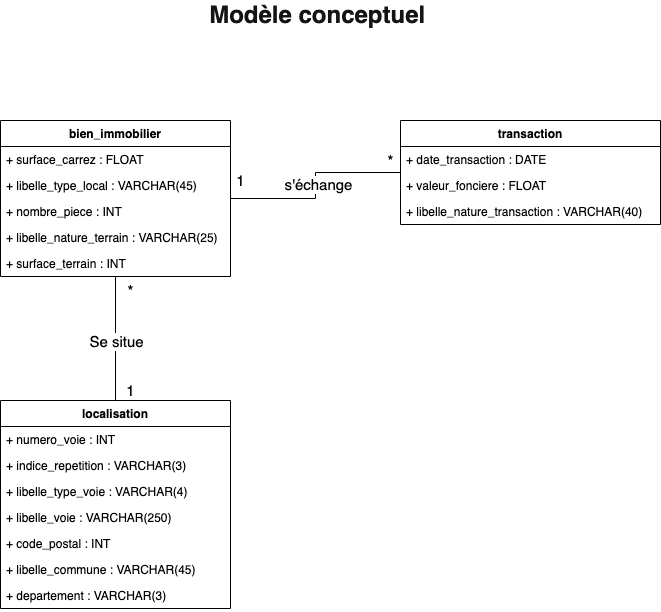 Modèle conceptuel
bien_immobilier
+ surface_carrez : FLOAT
+ libelle_type_local : VARCHAR(45)
+ nombre_piece : INT
+ libelle_nature_terrain : VARCHAR(25)
+ surface_terrain : INT
1
s'échange
*
transaction
+ date_transaction : DATE
+ valeur_fonciere : FLOAT
+ libelle_nature_transaction : VARCHAR(40)
*
Se situe
1
localisation
+ numero_voie : INT
+ indice_repetition : VARCHAR(3)
+ libelle_type_voie : VARCHAR(4)
+ libelle_voie : VARCHAR(250)
+ code_postal : INT
+ libelle_commune : VARCHAR(45)
+ departement : VARCHAR(3)